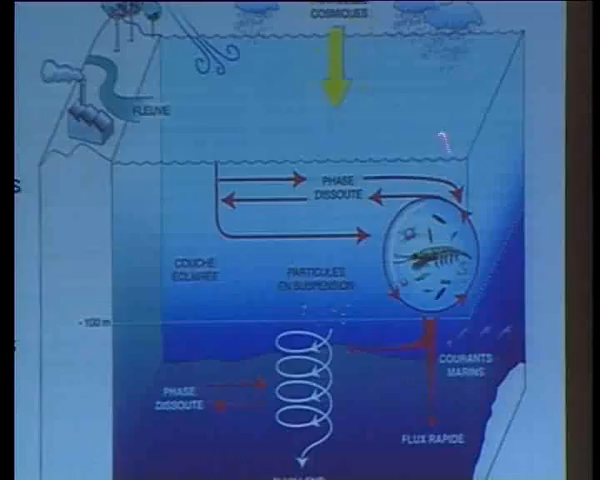 COSMIQUES
FLEUVE
PHASE
DISSOUTE
COUCHE
ÉCLAIRÉE
PARTICULES
EN SUSPENSION
- 100 m
COURANTS
MARINS
PHASE
DISSOUTE
FLUX RAPIDE